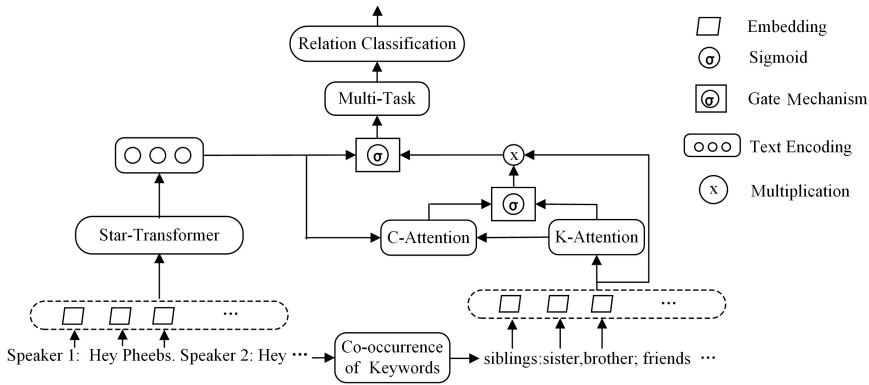 Relation Classification
Multi-Task
σ
x
σ
C-Attention
K-Attention
Star-Transformer
...
...
Speaker 1: Hey Pheebs. Speaker 2: Hey ...
Co-occurrence
of Keywords
siblings:sister,brother; friends ...
Embedding
σ Sigmoid
σ Gate Mechanism
Text Encoding
x Multiplication